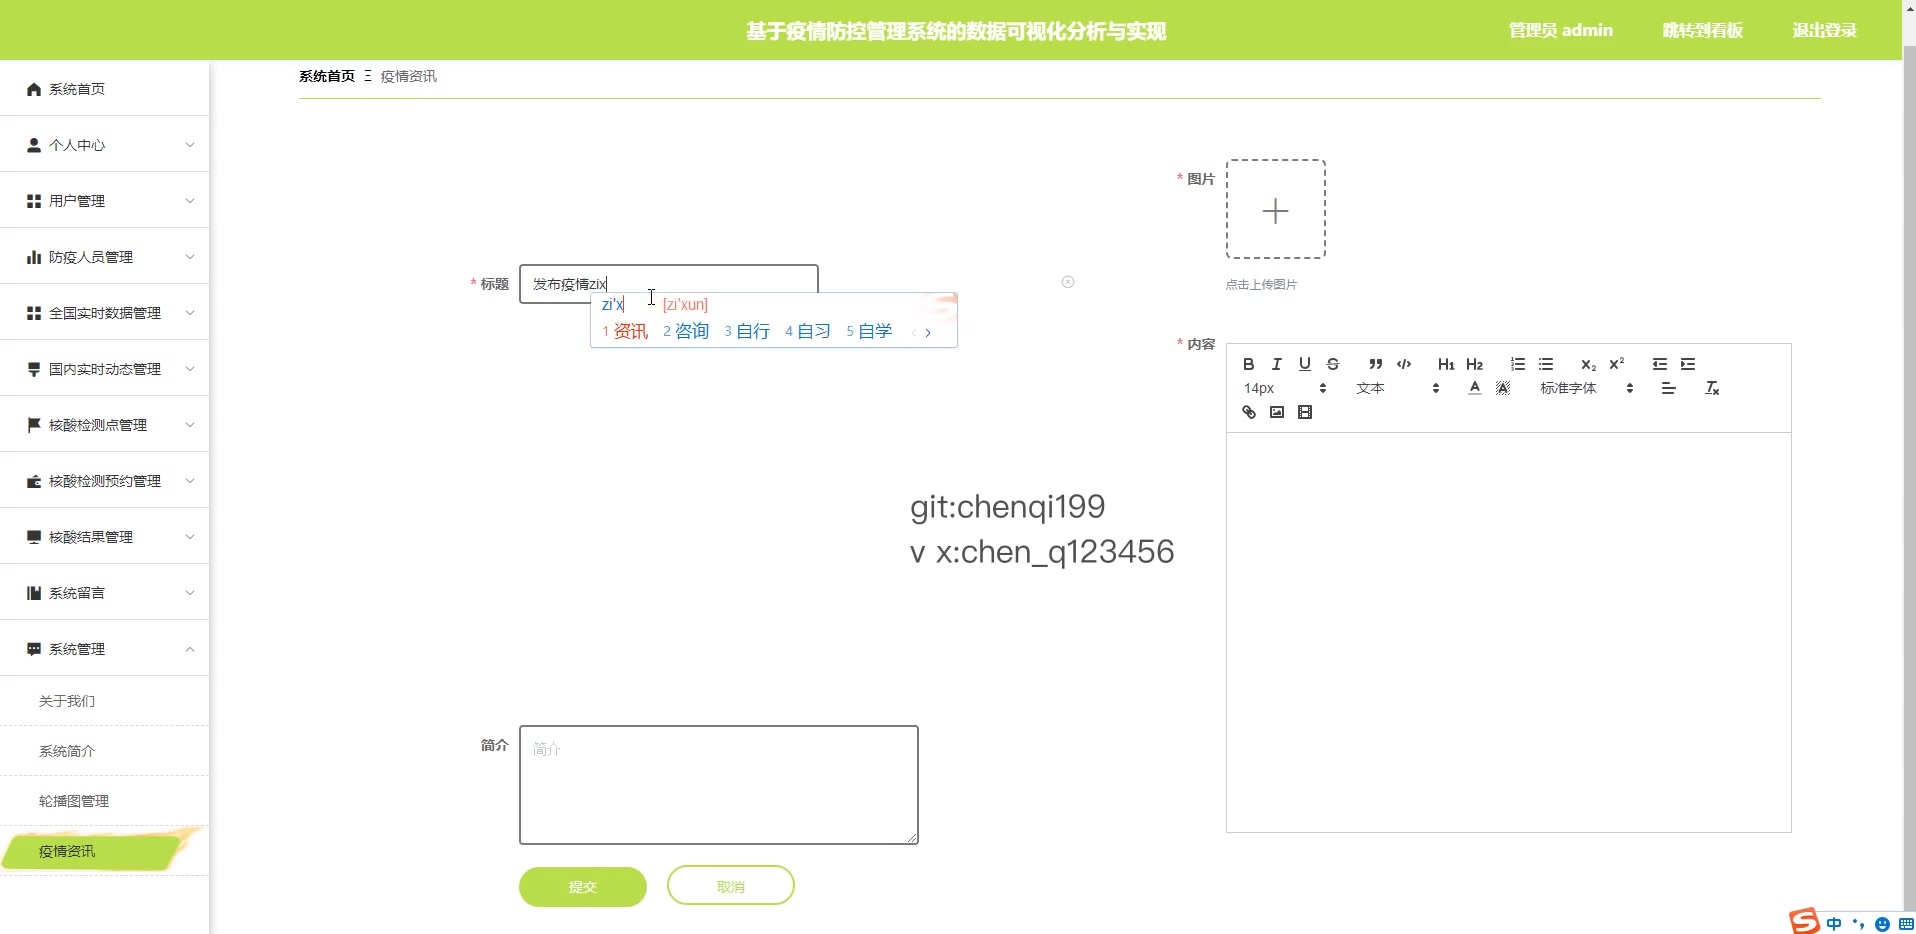 基于疫情防控管理系统的数据可视化分析与实现
管理员 admin
跳转到看板
退出登录
系统首页
个人中心
用户管理
防疫人员管理
全国实时数据管理
国内实时动态管理
核酸检测点管理
核酸检测预约管理
核酸结果管理
系统留言
系统管理
关于我们
系统简介
轮播图管理
疫情资讯
系统首页 Ξ 疫情资讯
* 标题 发布疫情zix
zi'x [zi'xun]
1 资讯 2 咨询 3 自行 4 自习 5 自学
* 图片
点击上传图片
* 内容
B I U S H1 H2 X2 X2
14px 文本 A A 标准字体 Tx
git:chenqi199
v x:chen_q123456
简介 简介
提交 取消
S 中